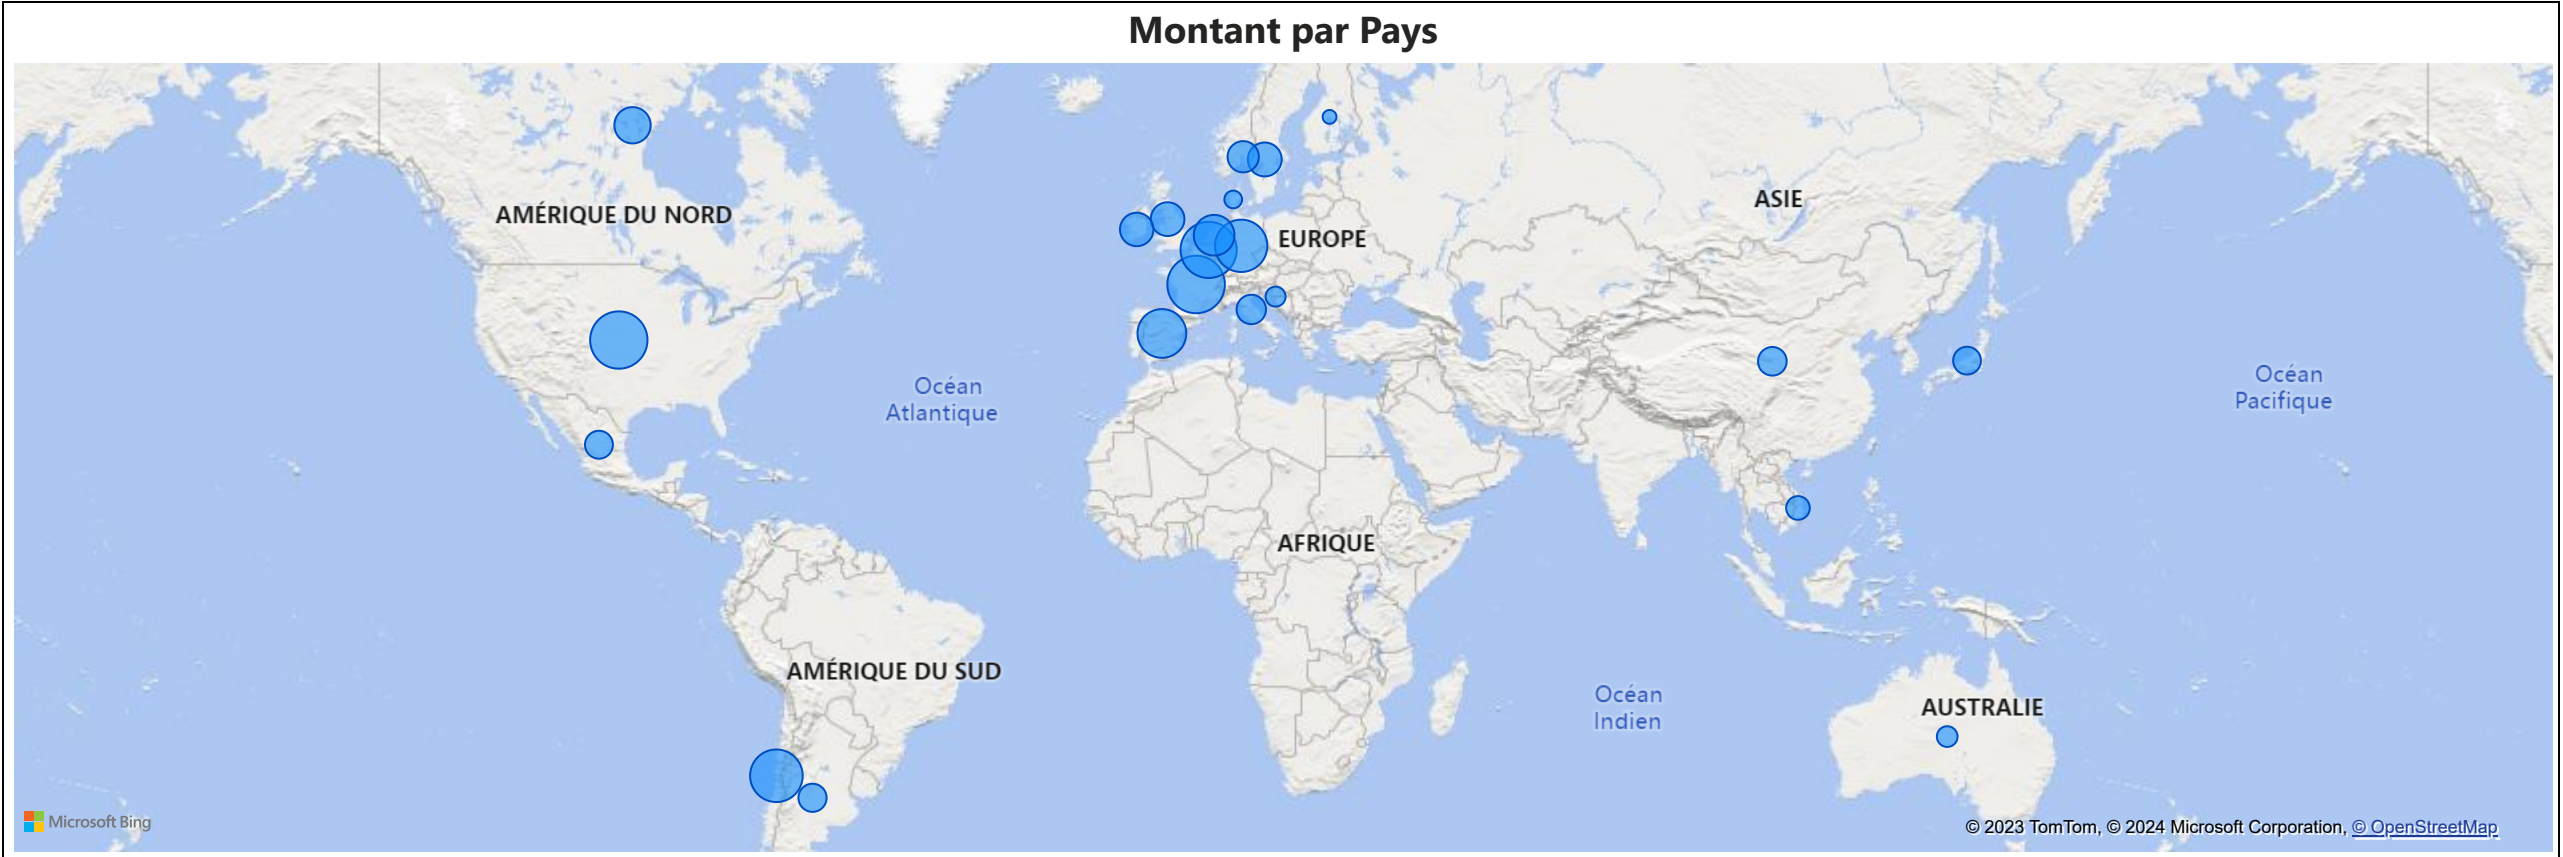 Montant par Pays
AMÉRIQUE DU NORD
ASIE
EUROPE
Océan
Atlantique
Océan
Pacifique
AFRIQUE
AMÉRIQUE DU SUD
Océan
Indien
AUSTRALIE
Microsoft Bing
© 2023 TomTom, © 2024 Microsoft Corporation, © OpenStreetMap